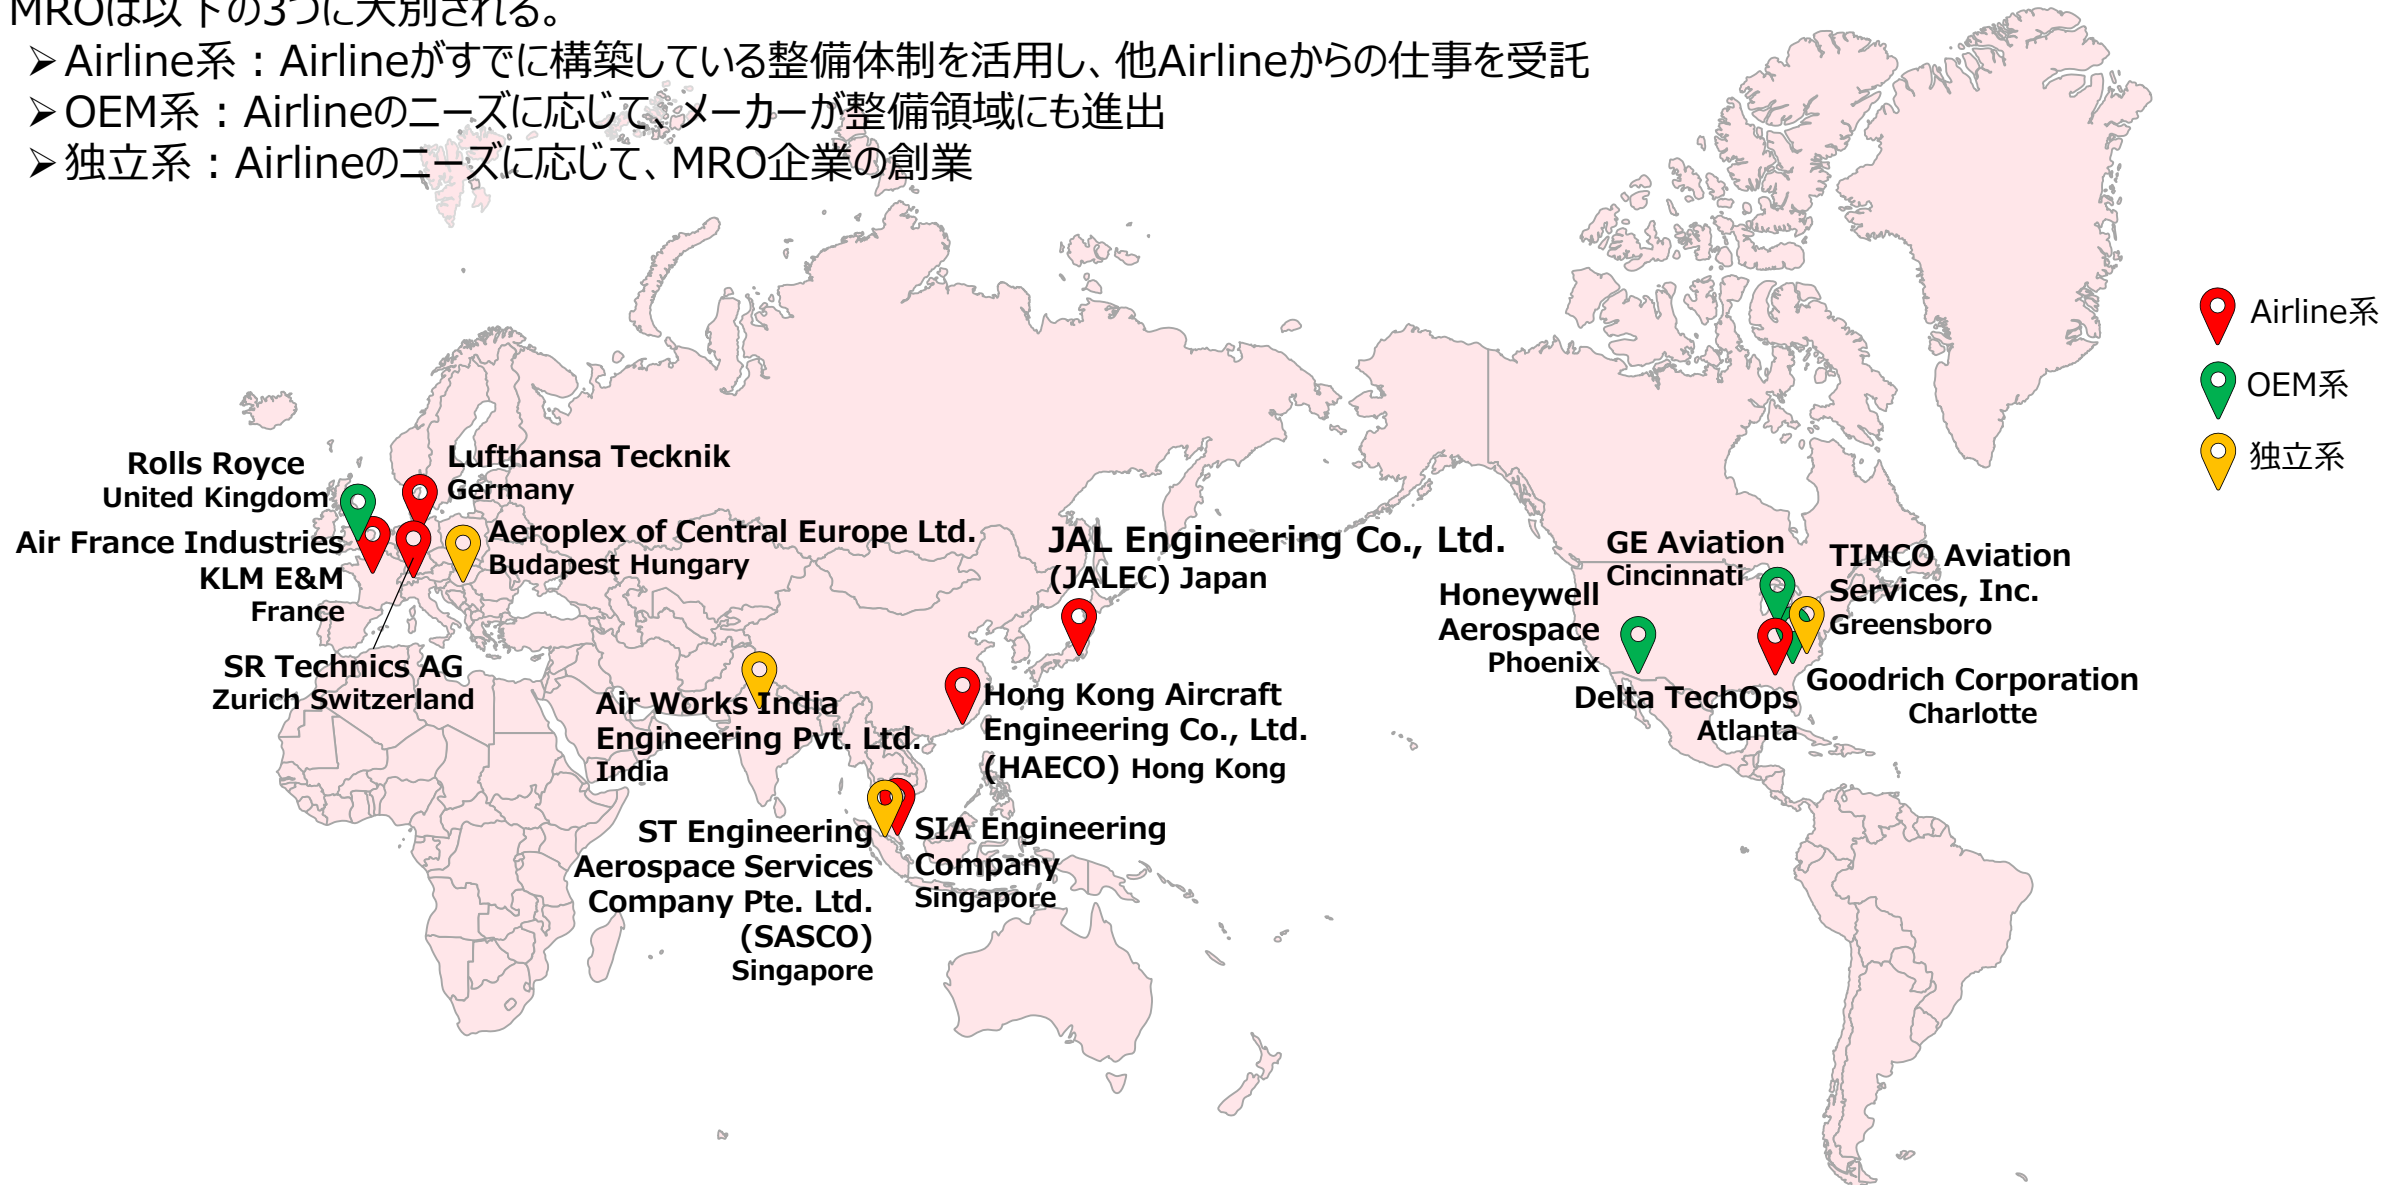 MROは以下の3つに大別される。
➢Airline系：Airlineがすでに構築している整備体制を活用し、他Airlineからの仕事を受託
➢OEM系：Airlineのニーズに応じて、メーカーが整備領域にも進出
➢独立系：Airlineのニーズに応じて、MRO企業の創業
Airline系
OEM系
独立系
Rolls Royce
United Kingdom
Lufthansa Tecknik
Germany
Air France Industries
KLM E&M
France
Aeroplex of Central Europe Ltd.
Budapest Hungary
SR Technics AG
Zurich Switzerland
JAL Engineering Co., Ltd.
(JALEC) Japan
Air Works India
Engineering Pvt. Ltd.
India
Hong Kong Aircraft
Engineering Co., Ltd.
(HAECO) Hong Kong
ST Engineering
Aerospace Services
Company Pte. Ltd.
(SASCO)
Singapore
SIA Engineering
Company
Singapore
GE Aviation
Cincinnati
TIMCO Aviation
Services, Inc.
Greensboro
Honeywell
Aerospace
Phoenix
Delta TechOps
Atlanta
Goodrich Corporation
Charlotte